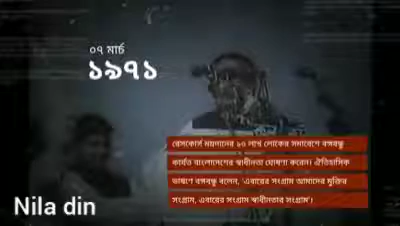 ০৭ মার্চ
১৯৭১
রেসকোর্স ময়দানের ১০ লাখ লোকের সমাবেশে বঙ্গবন্ধু
কার্যত বাংলাদেশের স্বাধীনতা ঘোষণা করেন। ঐতিহাসিক
ভাষণে বঙ্গবন্ধু বলেন, 'এবারের সংগ্রাম আমাদের মুক্তির
সংগ্রাম, এবারের সংগ্রাম স্বাধীনতার সংগ্রাম'।
Nila din